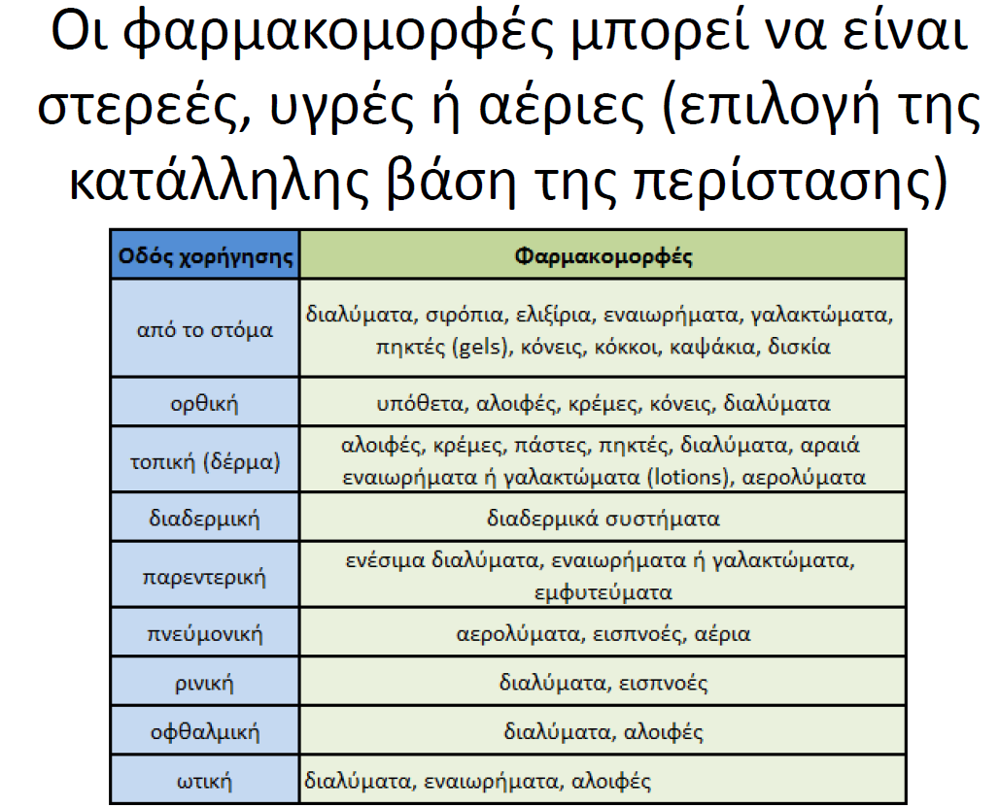 Οι φαρμακομορφές μπορεί να είναι
στερεές, υγρές ή αέριες (επιλογή της
κατάλληλης βάση της περίστασης)
Οδός χορήγησης Φαρμακομορφές
από το στόμα διαλύματα, σιρόπια, ελιξίρια, εναιωρήματα, γαλακτώματα,
πηκτές (gels), κόνεις, κόκκοι, καψάκια, δισκία
ορθική υπόθετα, αλοιφές, κρέμες, κόνεις, διαλύματα
τοπική (δέρμα) αλοιφές, κρέμες, πάστες, πηκτές, διαλύματα, αραιά
εναιωρήματα ή γαλακτώματα (lotions), αερολύματα
διαδερμική διαδερμικά συστήματα
παρεντερική ενέσιμα διαλύματα, εναιωρήματα ή γαλακτώματα,
εμφυτεύματα
πνεύμονική αερολύματα, εισπνοές, αέρια
ρινική διαλύματα, εισπνοές
οφθαλμική διαλύματα, αλοιφές
ωτική διαλύματα, εναιωρήματα, αλοιφές